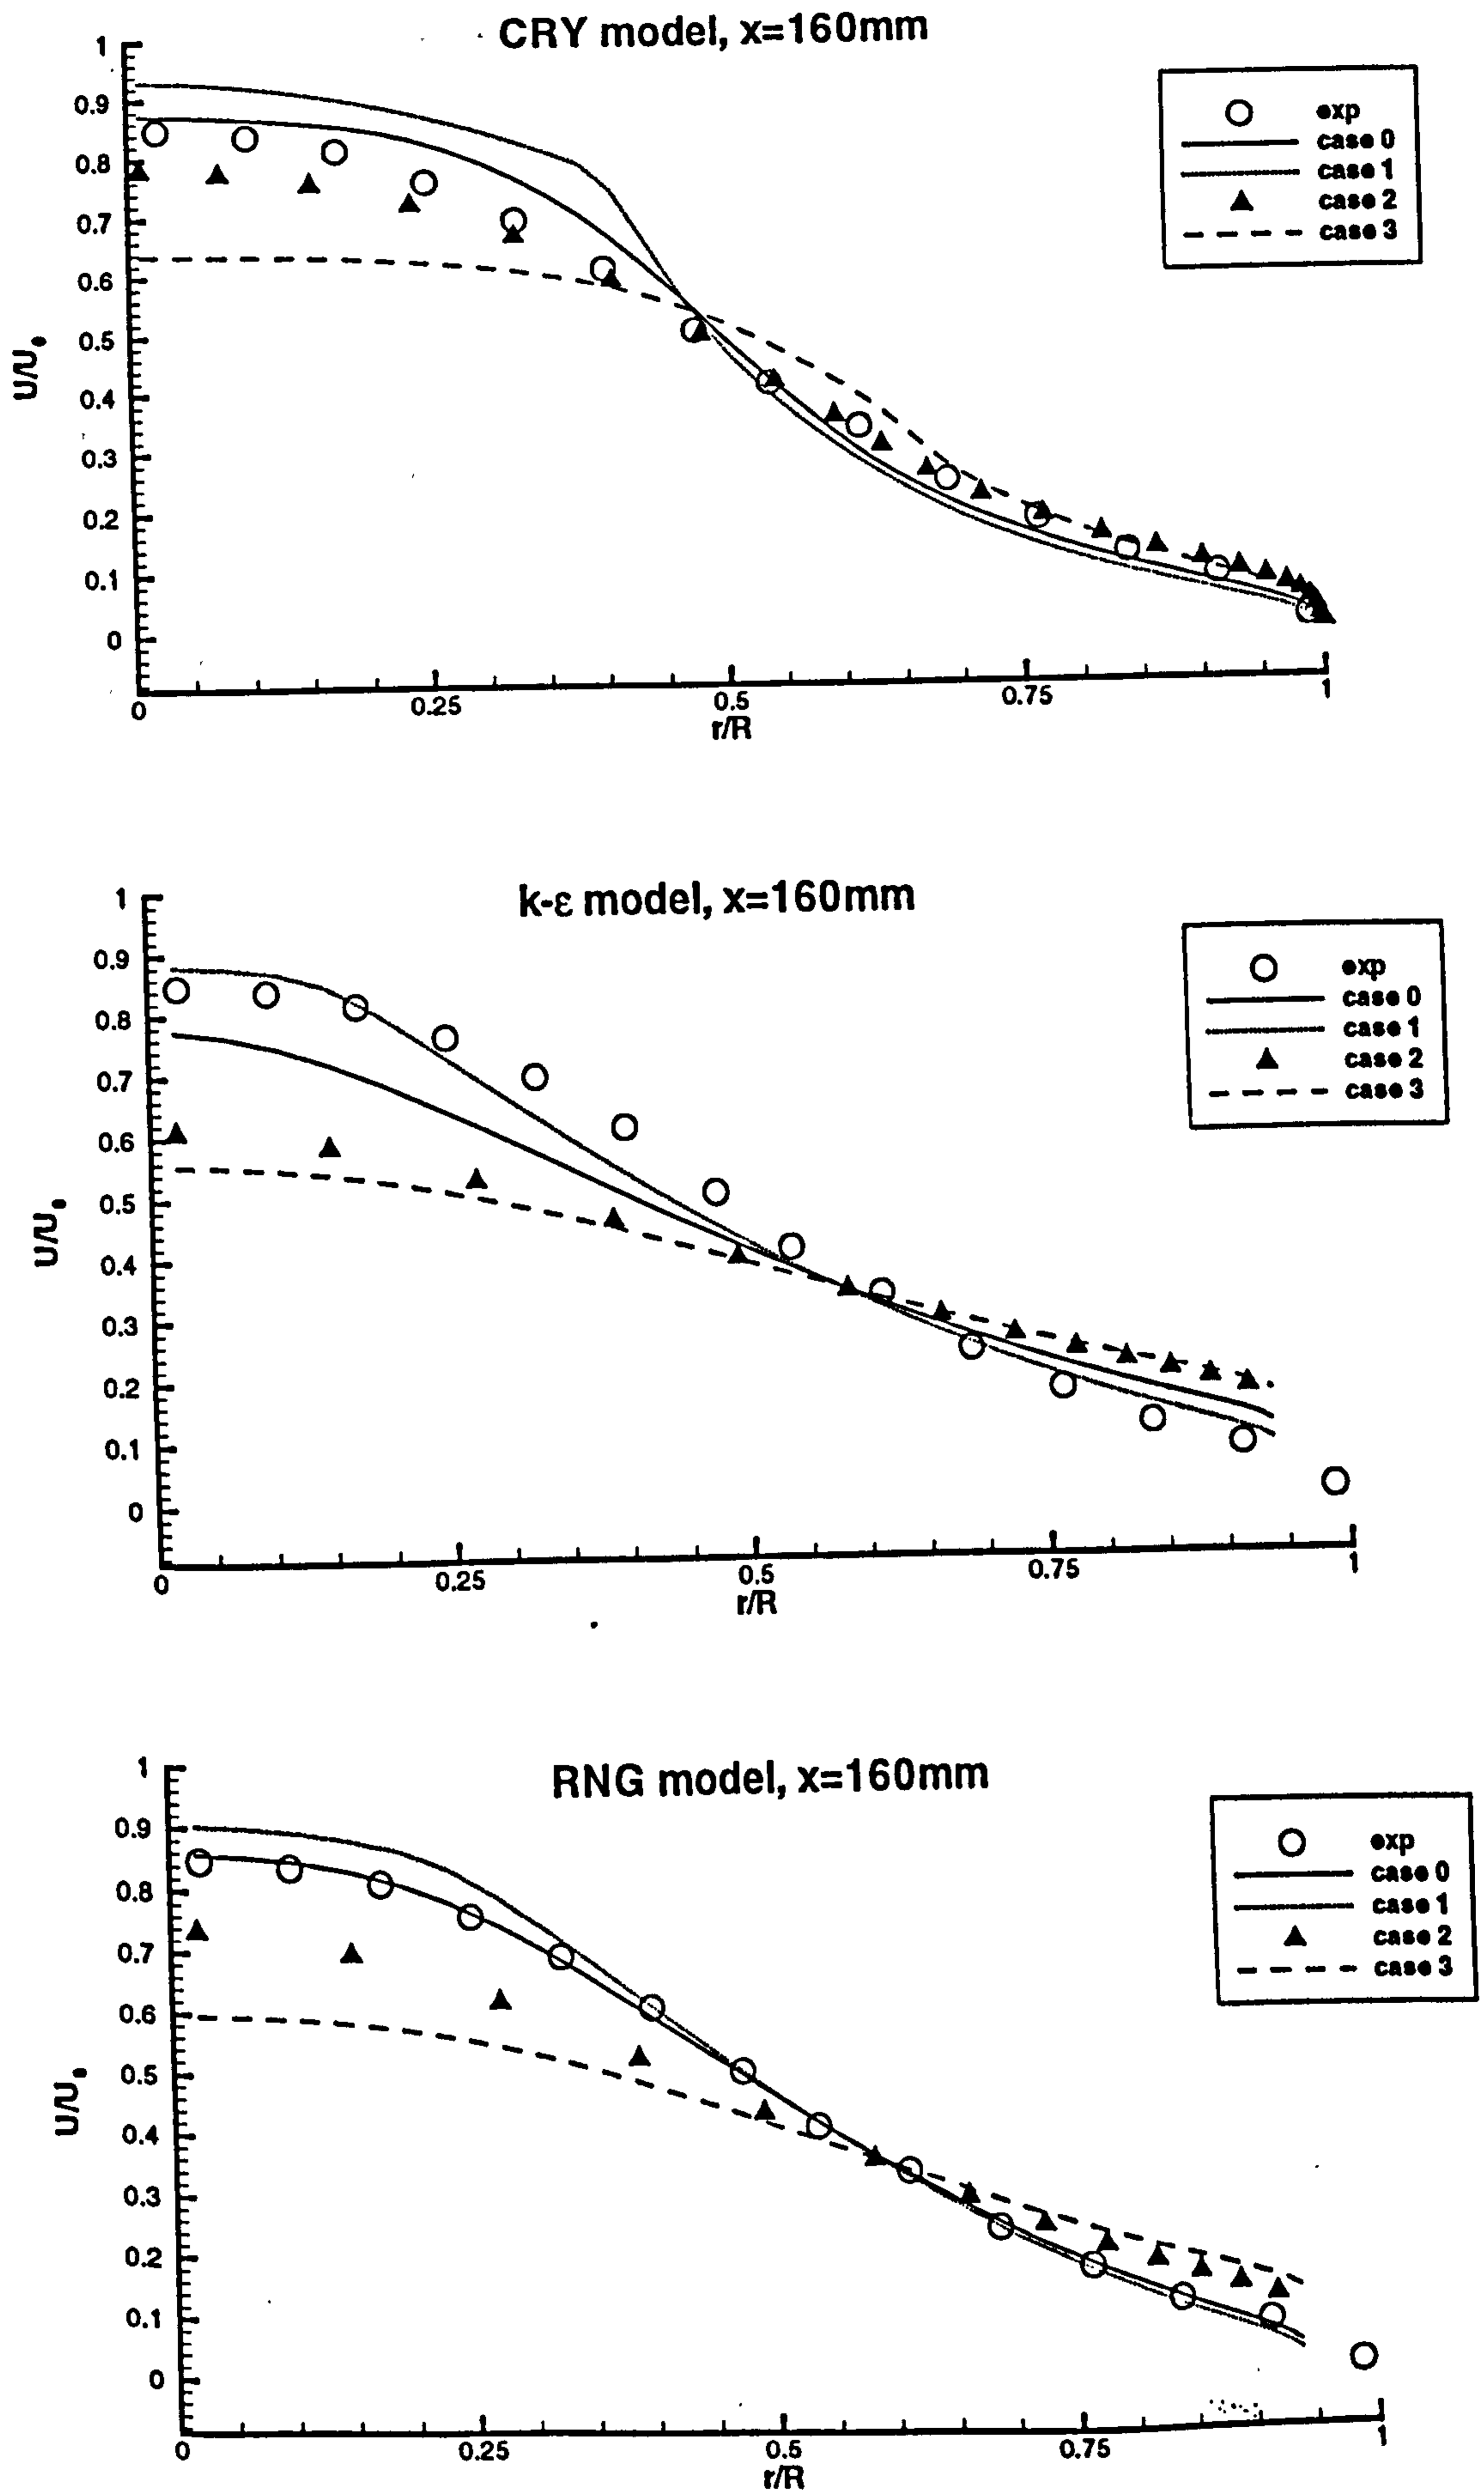 CRY model, x=160mm
1
0.9
0.8
0.7
0.6
0.5
0.4
0.3
0.2
0.1
0
U/U₀
exp
case 0
case 1
case 2
case 3
0
0.25
0.5
0.75
1
r/R
k-ε model, x=160mm
1
0.9
0.8
0.7
0.6
0.5
0.4
0.3
0.2
0.1
0
U/U₀
exp
case 0
case 1
case 2
case 3
0
0.25
0.5
0.75
1
r/R
RNG model, x=160mm
1
0.9
0.8
0.7
0.6
0.5
0.4
0.3
0.2
0.1
0
U/U₀
exp
case 0
case 1
case 2
case 3
0
0.25
0.5
0.75
1
r/R